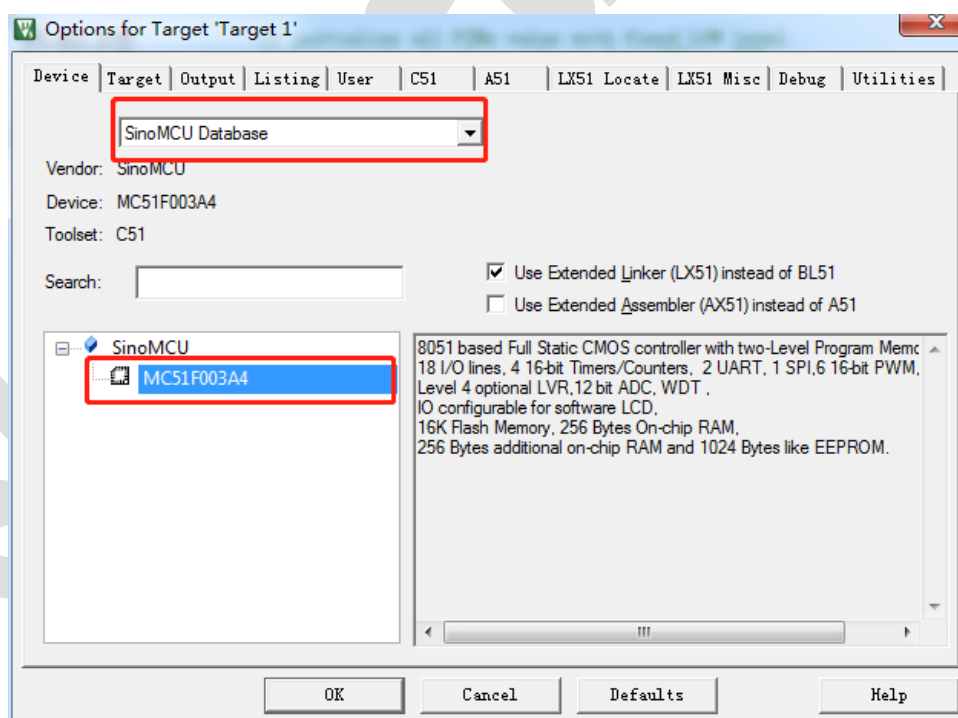 Options for Target 'Target 1'
Device Target Output Listing User C51 A51 LX51 Locate LX51 Misc Debug Utilities
SinoMCU Database
Vendor: SinoMCU
Device: MC51F003A4
Toolset: C51
Search:
Use Extended Linker (LX51) instead of BL51
Use Extended Assembler (AX51) instead of A51
SinoMCU
MC51F003A4
8051 based Full Static CMOS controller with two-Level Program Memc
18 I/O lines, 4 16-bit Timers/Counters, 2 UART, 1 SPI,6 16-bit PWM,
Level 4 optional LVR,12 bit ADC, WDT ,
IO configurable for software LCD,
16K Flash Memory, 256 Bytes On-chip RAM,
256 Bytes additional on-chip RAM and 1024 Bytes like EEPROM.
OK Cancel Defaults Help